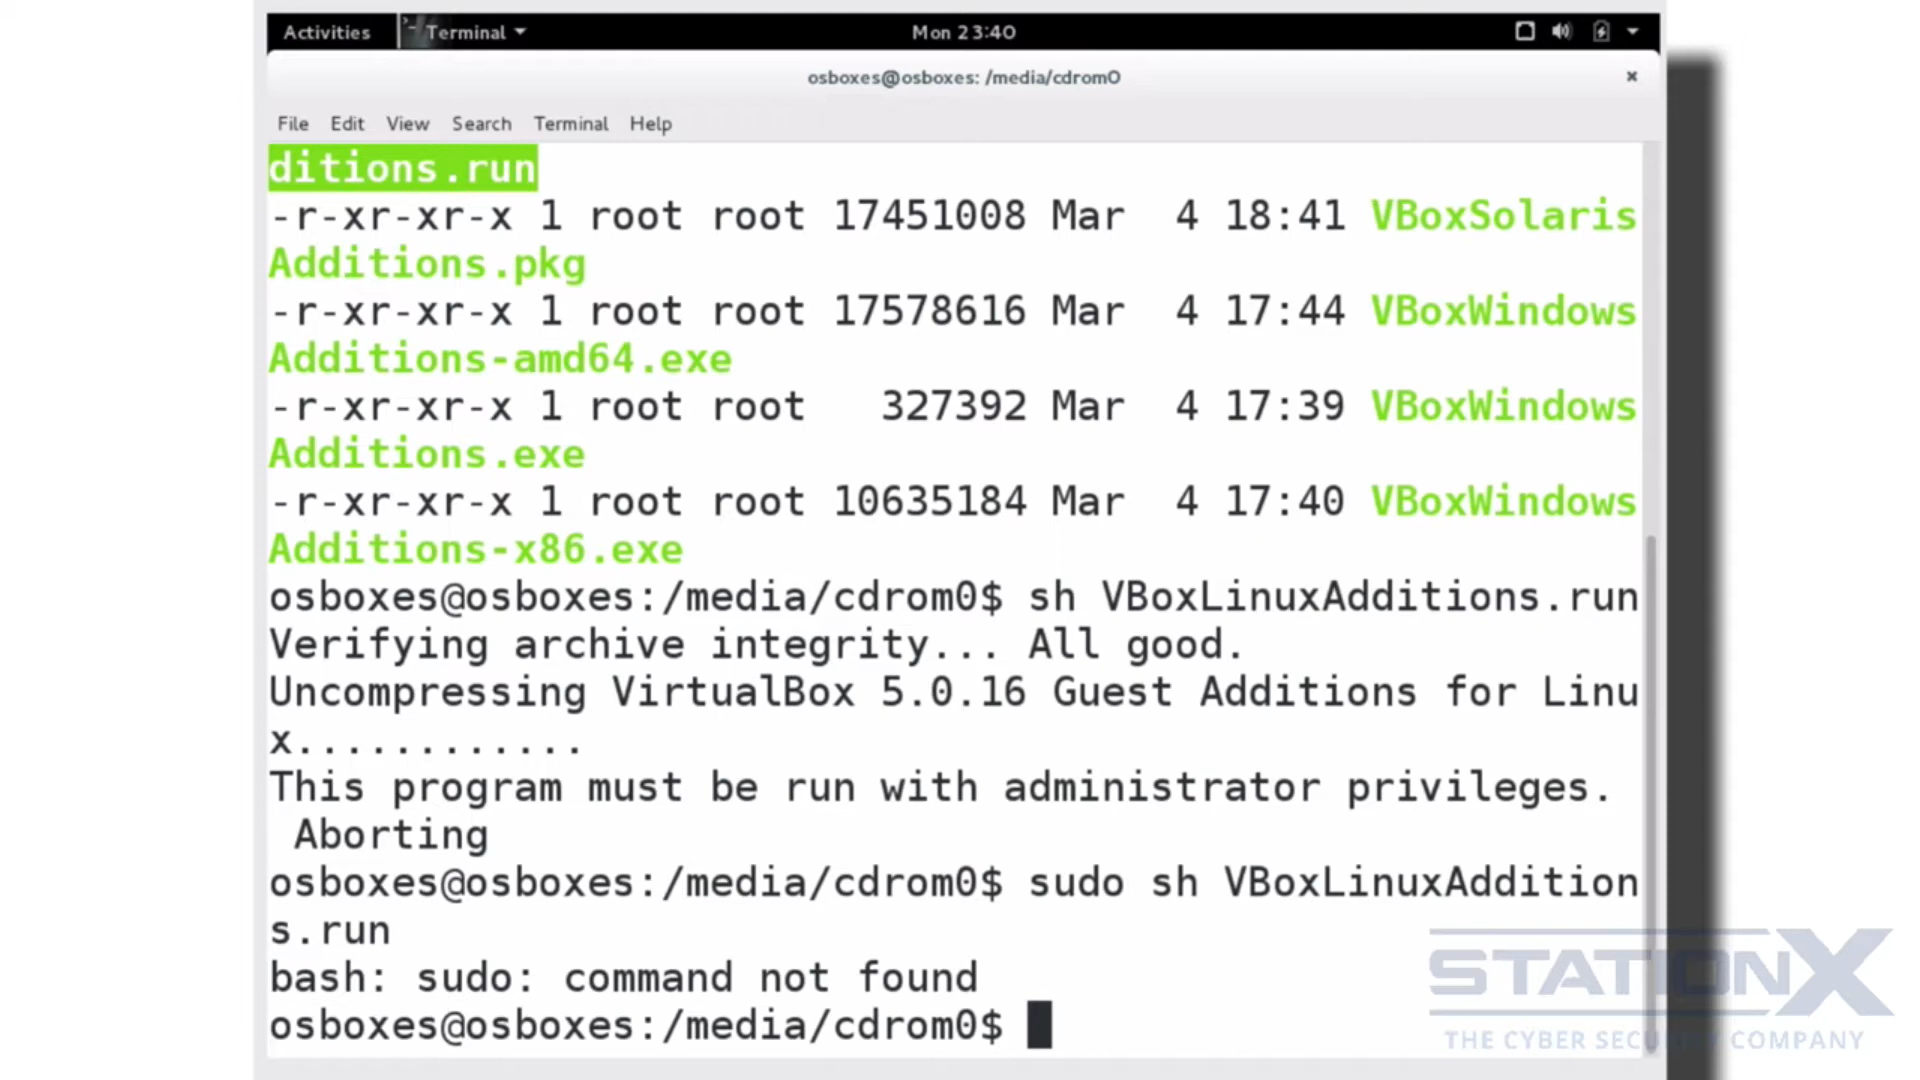 Activities Terminal Mon 23:40
osboxes@osboxes: /media/cdrom0
File Edit View Search Terminal Help
ditions.run
-r-xr-xr-x 1 root root 17451008 Mar  4 18:41 VBoxSolaris
Additions.pkg
-r-xr-xr-x 1 root root 17578616 Mar  4 17:44 VBoxWindows
Additions-amd64.exe
-r-xr-xr-x 1 root root   327392 Mar  4 17:39 VBoxWindows
Additions.exe
-r-xr-xr-x 1 root root 10635184 Mar  4 17:40 VBoxWindows
Additions-x86.exe
osboxes@osboxes:/media/cdrom0$ sh VBoxLinuxAdditions.run
Verifying archive integrity... All good.
Uncompressing VirtualBox 5.0.16 Guest Additions for Linu
x............
This program must be run with administrator privileges.
 Aborting
osboxes@osboxes:/media/cdrom0$ sudo sh VBoxLinuxAddition
s.run
bash: sudo: command not found
osboxes@osboxes:/media/cdrom0$
STATIONX
THE CYBER SECURITY COMPANY